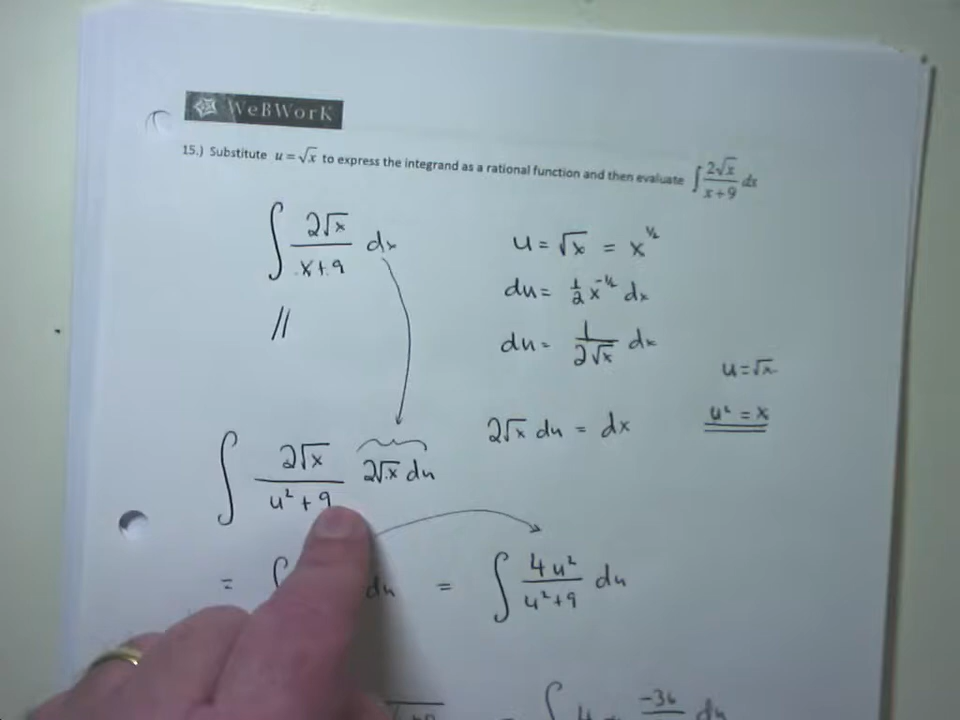 WeBWorK
15.) Substitute u = √x to express the integrand as a rational function and then evaluate ∫ 2√x / x+9 dx
∫ 2√x / x+9 dx
u = √x = x^½
du = ½ x^-½ dx
//
du = 1 / 2√x dx
u = √x
u² = x
2√x du = dx
∫ 2√x / u² + 9 2√x du
= ∫ du = ∫ 4u² / u²+9 du
∫ 4 -36 du